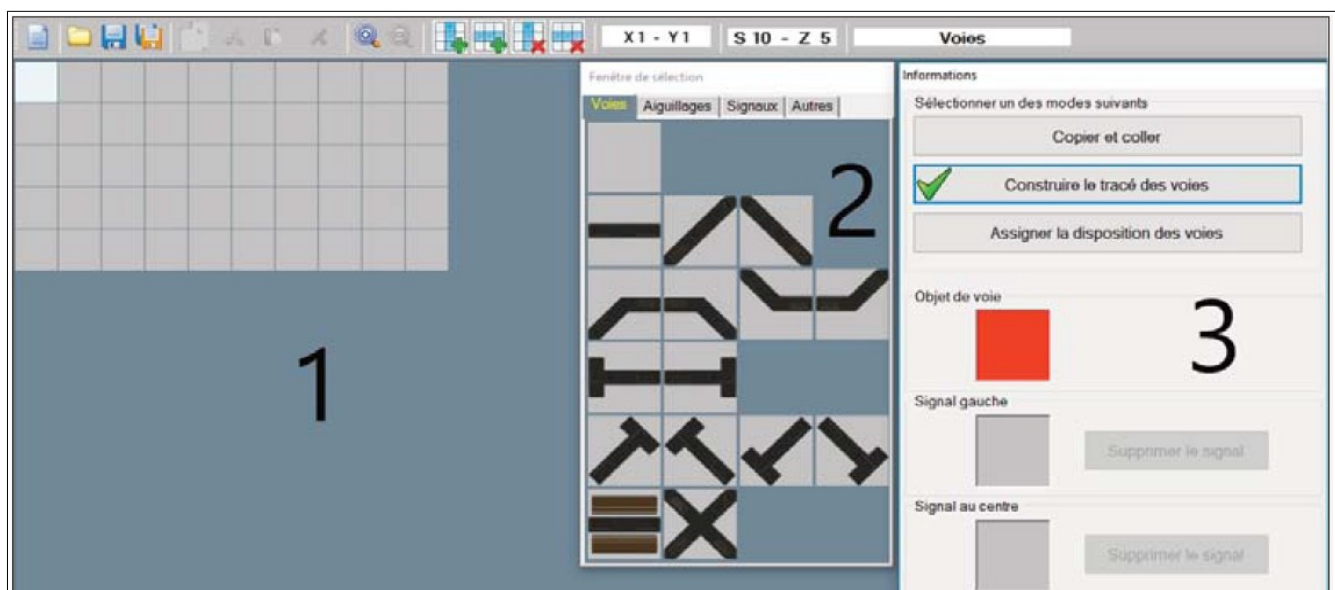 X1 - Y1
S 10 - Z 5
Voies
Fenêtre de sélection
Voies Aiguillages Signaux Autres
Informations
Sélectionner un des modes suivants
Copier et coller
Construire le tracé des voies
Assigner la disposition des voies
Objet de voie
Signal gauche
Supprimer le signal
Signal au centre
Supprimer le signal
1
2
3